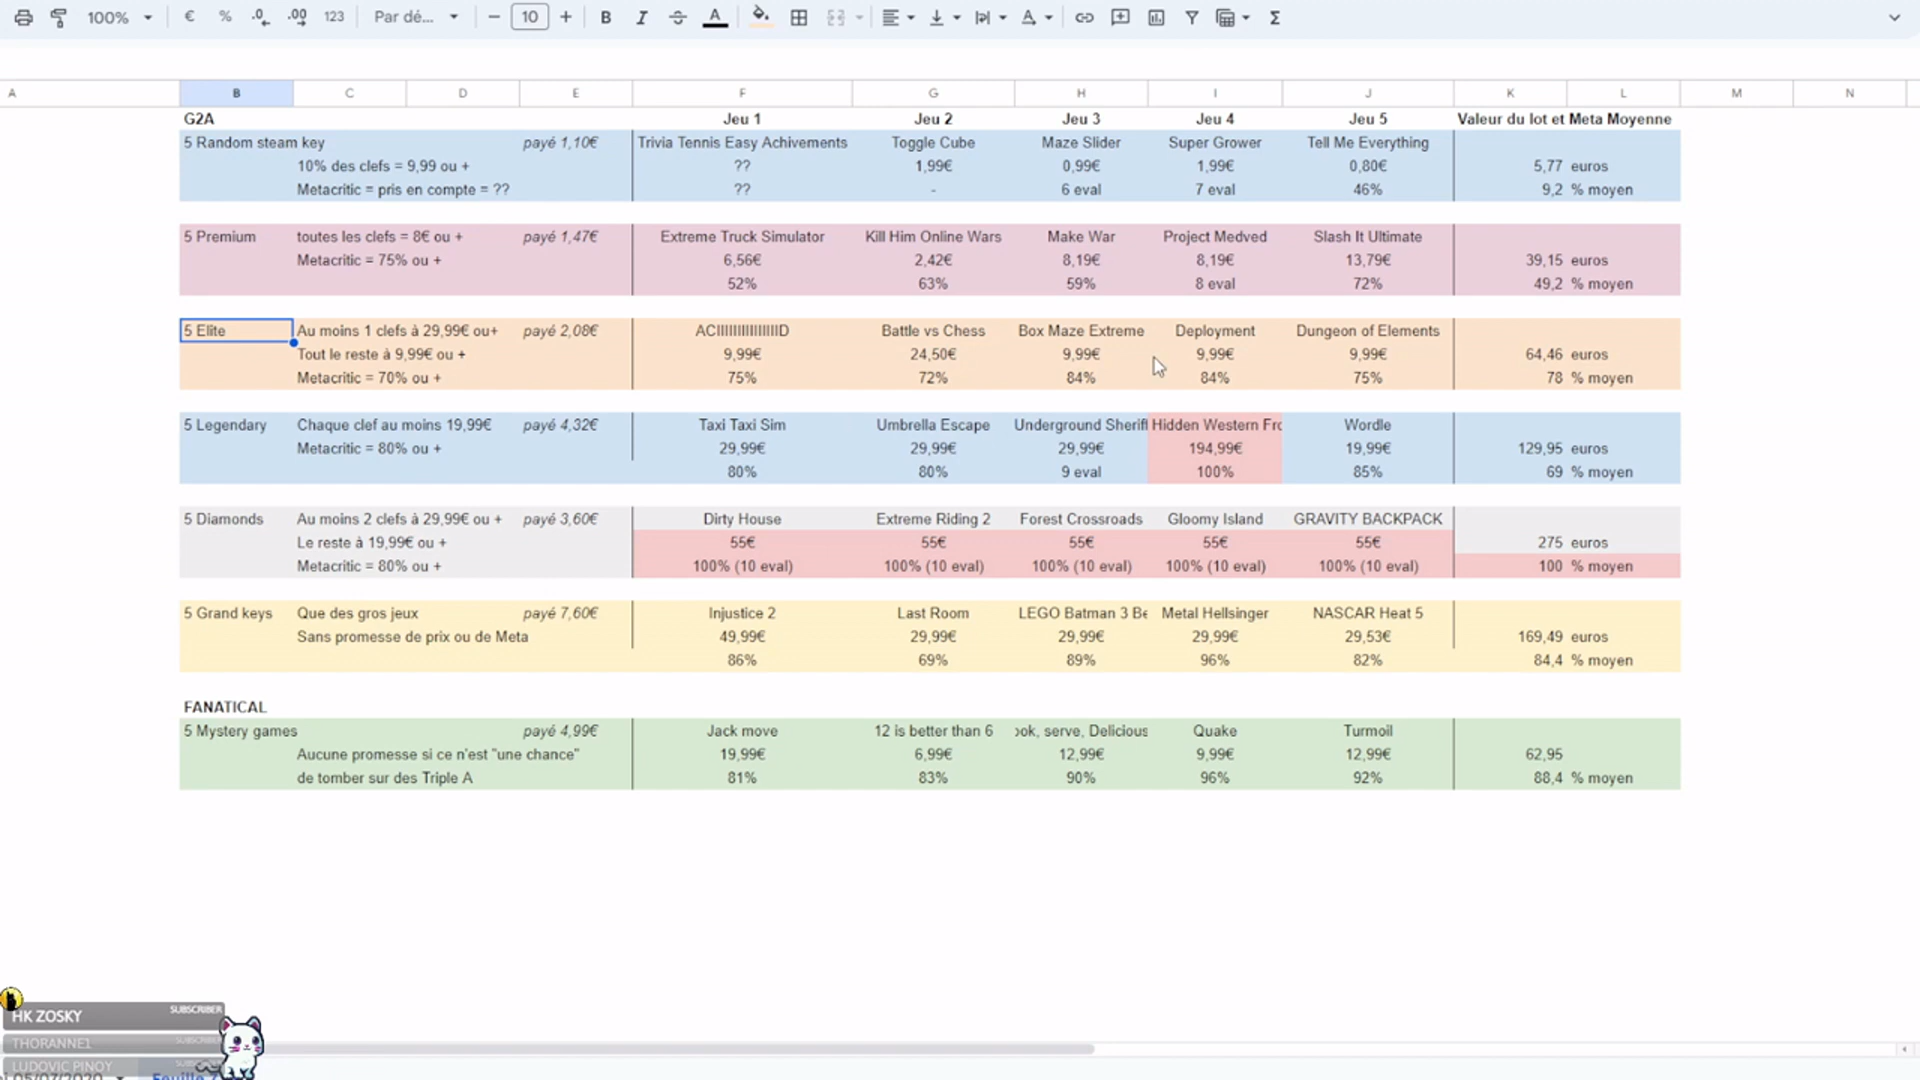 100% € % .0 .00 123 Par dé... 10 B I A Σ
A B C D E F G H I J K L M N
G2A Jeu 1 Jeu 2 Jeu 3 Jeu 4 Jeu 5 Valeur du lot et Meta Moyenne
5 Random steam key payé 1,10€ Trivia Tennis Easy Achivements Toggle Cube Maze Slider Super Grower Tell Me Everything
10% des clefs = 9,99 ou + ?? 1,99€ 0,99€ 1,99€ 0,80€ 5,77 euros
Metacritic = pris en compte = ?? ?? - 6 eval 7 eval 46% 9,2 % moyen
5 Premium toutes les clefs = 8€ ou + payé 1,47€ Extreme Truck Simulator Kill Him Online Wars Make War Project Medved Slash It Ultimate
Metacritic = 75% ou + 6,56€ 2,42€ 8,19€ 8,19€ 13,79€ 39,15 euros
52% 63% 59% 8 eval 72% 49,2 % moyen
5 Elite Au moins 1 clefs à 29,99€ ou+ payé 2,08€ ACIIIIIIIIIIIIIIID Battle vs Chess Box Maze Extreme Deployment Dungeon of Elements
Tout le reste à 9,99€ ou + 9,99€ 24,50€ 9,99€ 9,99€ 9,99€ 64,46 euros
Metacritic = 70% ou + 75% 72% 84% 84% 75% 78 % moyen
5 Legendary Chaque clef au moins 19,99€ payé 4,32€ Taxi Taxi Sim Umbrella Escape Underground Sheriff Hidden Western Fro Wordle
Metacritic = 80% ou + 29,99€ 29,99€ 29,99€ 194,99€ 19,99€ 129,95 euros
80% 80% 9 eval 100% 85% 69 % moyen
5 Diamonds Au moins 2 clefs à 29,99€ ou + payé 3,60€ Dirty House Extreme Riding 2 Forest Crossroads Gloomy Island GRAVITY BACKPACK
Le reste à 19,99€ ou + 55€ 55€ 55€ 55€ 55€ 275 euros
Metacritic = 80% ou + 100% (10 eval) 100% (10 eval) 100% (10 eval) 100% (10 eval) 100% (10 eval) 100 % moyen
5 Grand keys Que des gros jeux payé 7,60€ Injustice 2 Last Room LEGO Batman 3 Be Metal Hellsinger NASCAR Heat 5
Sans promesse de prix ou de Meta 49,99€ 29,99€ 29,99€ 29,99€ 29,53€ 169,49 euros
86% 69% 89% 96% 82% 84,4 % moyen
FANATICAL
5 Mystery games payé 4,99€ Jack move 12 is better than 6 ook, serve, Delicious Quake Turmoil
Aucune promesse si ce n'est "une chance" 19,99€ 6,99€ 12,99€ 9,99€ 12,99€ 62,95
de tomber sur des Triple A 81% 83% 90% 96% 92% 88,4 % moyen
HK ZOSKY SUBSCRIBER
THORANNE1 SUBSCRIBER
LUDOVIC PINOY